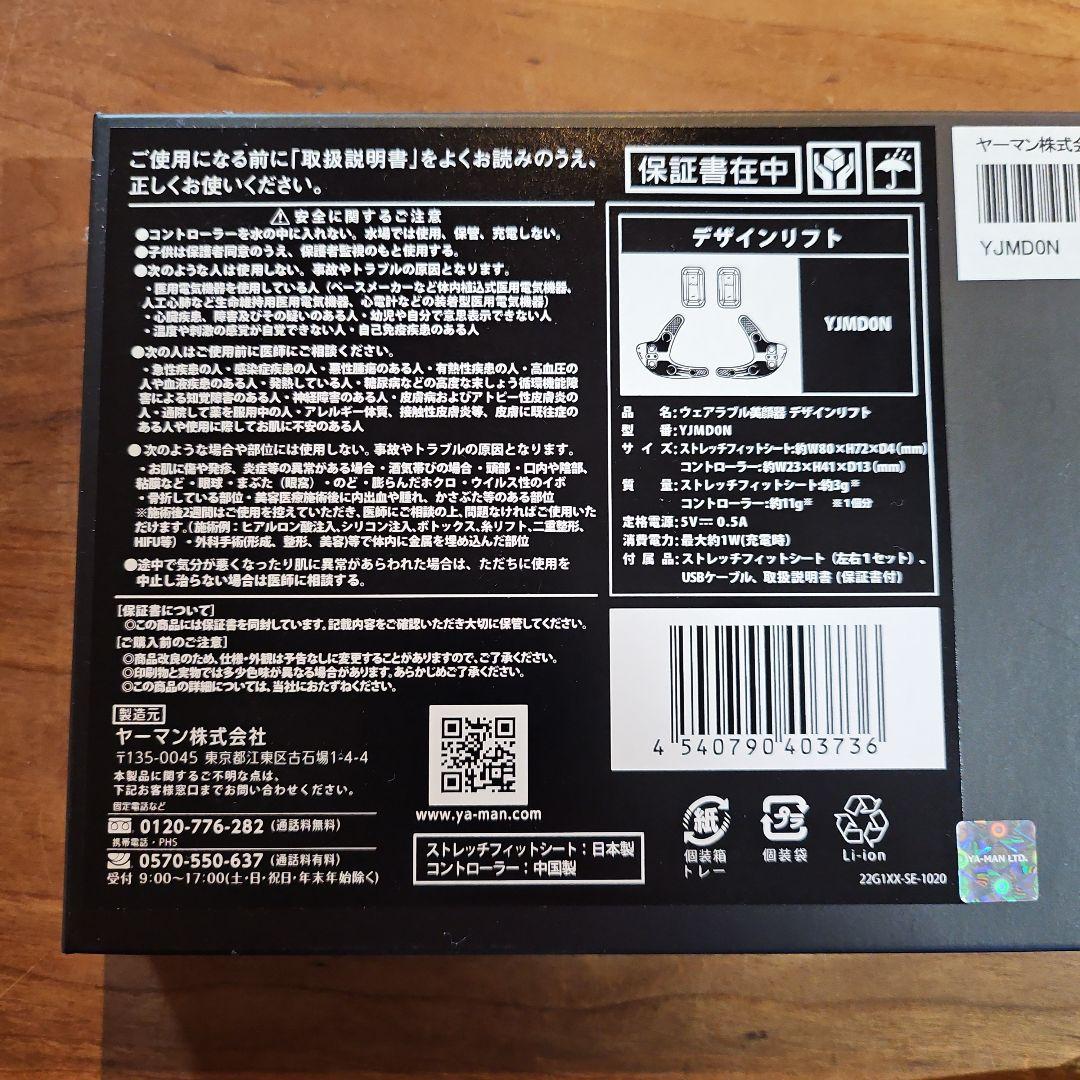 ご使用になる前に「取扱説明書」をよくお読みのうえ、
正しくお使いください。
安全に関するご注意
●コントローラーを水の中に入れない。水場では使用、保管、充電しない。
●子供は保護者同意のうえ、保護者監視のもと使用する。
●次のような人は使用しない。事故やトラブルの原因となります。
・医用電気機器を使用している人（ペースメーカーなど体内植込式医用電気機器、
人工心肺など生命維持用医用電気機器、心電計などの装着型医用電気機器）
・心臓疾患、障害及びその疑いのある人・幼児や自分で意思表示できない人
・温度や刺激の感覚が自覚できない人・自己免疫疾患のある人
●次の人はご使用前に医師にご相談ください。
・急性疾患の人・感染症疾患の人・悪性腫瘍のある人・有熱性疾患の人・高血圧の
人や血液疾患のある人・発熱している人・糖尿病などの高度な末しょう循環機能障
害による知覚障害のある人・神経障害のある人・皮膚病およびアトピー性皮膚炎の
人・通院して薬を服用中の人・アレルギー体質、接触性皮膚炎等、皮膚に既往症の
ある人や使用に際してお肌に不安のある人
●次のような場合や部位には使用しない。事故やトラブルの原因となります。
・お肌に傷や発疹、炎症等の異常がある場合・酒気帯びの場合・頭部・口内や陰部、
粘膜など・眼球・まぶた（眼窩）・のど・膨らんだホクロ・ウイルス性のイボ
・骨折している部位・美容医療施術後に内出血や腫れ、かさぶた等のある部位
※施術後2週間はご使用を控えていただき、医師にご相談の上、問題なければご使用いた
だけます。（施術例：ヒアルロン酸注入、シリコン注入、ボトックス、糸リフト、二重整形、
HIFU等）・外科手術(形成、整形、美容)等で体内に金属を埋め込んだ部位
●途中で気分が悪くなったり肌に異常があらわれた場合は、ただちに使用を
中止し治らない場合は医師に相談する。
[保証書について]
◎この商品には保証書を同封しています。記載内容をご確認いただき大切に保管してください。
[ご購入前のご注意]
◎商品改良のため、仕様・外観は予告なしに変更することがありますので、ご了承ください。
◎印刷物と実物では多少色味が異なる場合があります。あらかじめご了承ください。
◎この商品の詳細については、当社におたずねください。
製造元
ヤーマン株式会社
〒135-0045 東京都江東区古石場1-4-4
本製品に関するご不明な点は、
下記お客様窓口までお問い合わせください。
固定電話など
0120-776-282 (通話料無料)
携帯電話・PHS
0570-550-637 (通話料有料)
受付 9:00〜17:00(土・日・祝日・年末年始除く)
www.ya-man.com
ストレッチフィットシート：日本製
コントローラー：中国製
保証書在中
デザインリフト
YJMD0N
品 名：ウェアラブル美顔器 デザインリフト
型 番：YJMD0N
サ イ ズ：ストレッチフィットシート:約W80×H72×D4(mm)
コントローラー:約W23×H41×D13(mm)
質 量：ストレッチフィットシート:約3g※
コントローラー:約11g※ ※1個分
定格電源：5V⎓ 0.5A
消費電力：最大約1W(充電時)
付 属 品：ストレッチフィットシート（左右1セット）、
USBケーブル、取扱説明書（保証書付）
4 540790 403736
紙
個装箱
トレー
プラ
個装袋
Li-ion
22G1XX-SE-1020
ヤーマン株式会
YJMD0N
YA-MAN LTD.